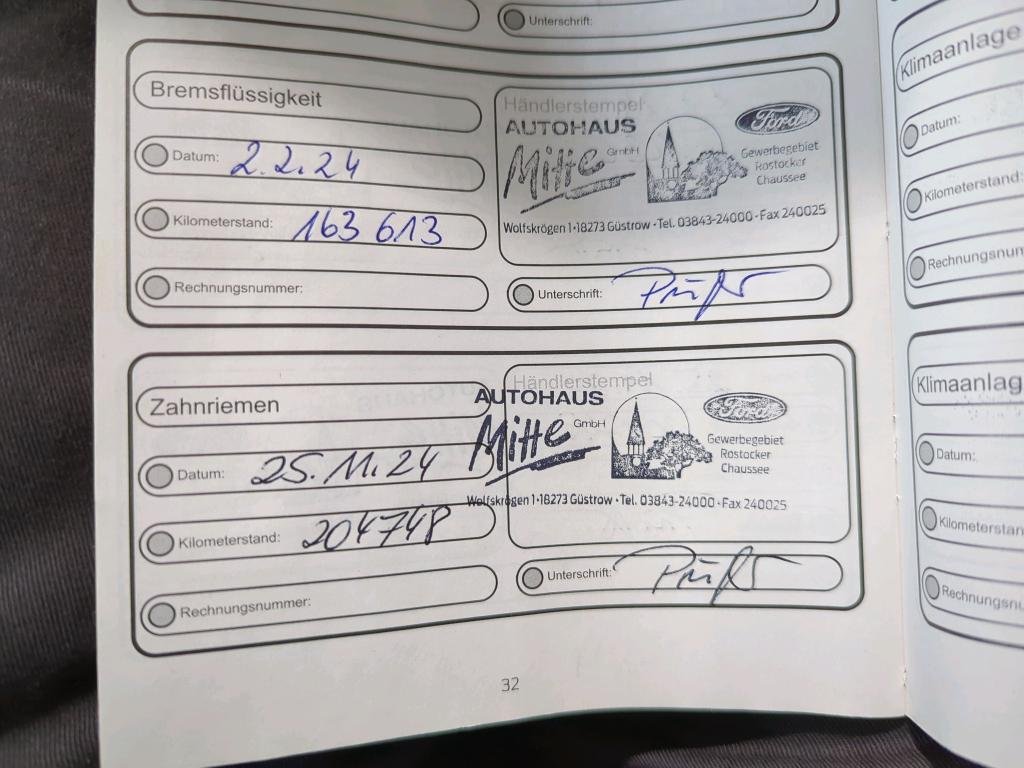 Unterschrift:
Bremsflüssigkeit
Datum: 2.2.24
Kilometerstand: 163 613
Rechnungsnummer:
Händlerstempel
AUTOHAUS
Mitte GmbH
Ford
Gewerbegebiet
Rostocker
Chaussee
Wolfskrögen 1·18273 Güstrow · Tel. 03843-24000 · Fax 240025
Unterschrift:
Zahnriemen
Datum: 25.11.24
Kilometerstand: 204748
Rechnungsnummer:
Händlerstempel
AUTOHAUS
Mitte GmbH
Ford
Gewerbegebiet
Rostocker
Chaussee
Wolfskrögen 1·18273 Güstrow · Tel. 03843-24000 · Fax 240025
Unterschrift:
32
Klimaanlage
Datum:
Kilometerstand:
Rechnungsnum
Klimaanlag
Datum:
Kilometerstan
Rechnungsnu